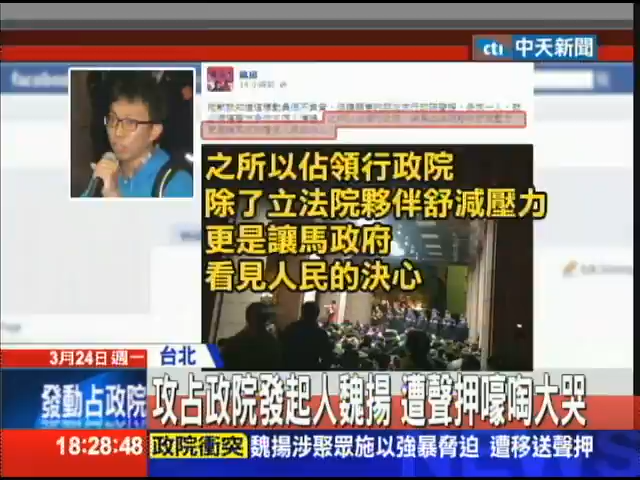 cti 中天新聞
魏揚
之所以佔領行政院
除了立法院夥伴舒減壓力
更是讓馬政府
看見人民的決心
3月24日週一
台北
發動占政院
攻占政院發起人魏揚 遭聲押嚎啕大哭
18:28:48
政院衝突
魏揚涉聚眾施以強暴脅迫 遭移送聲押